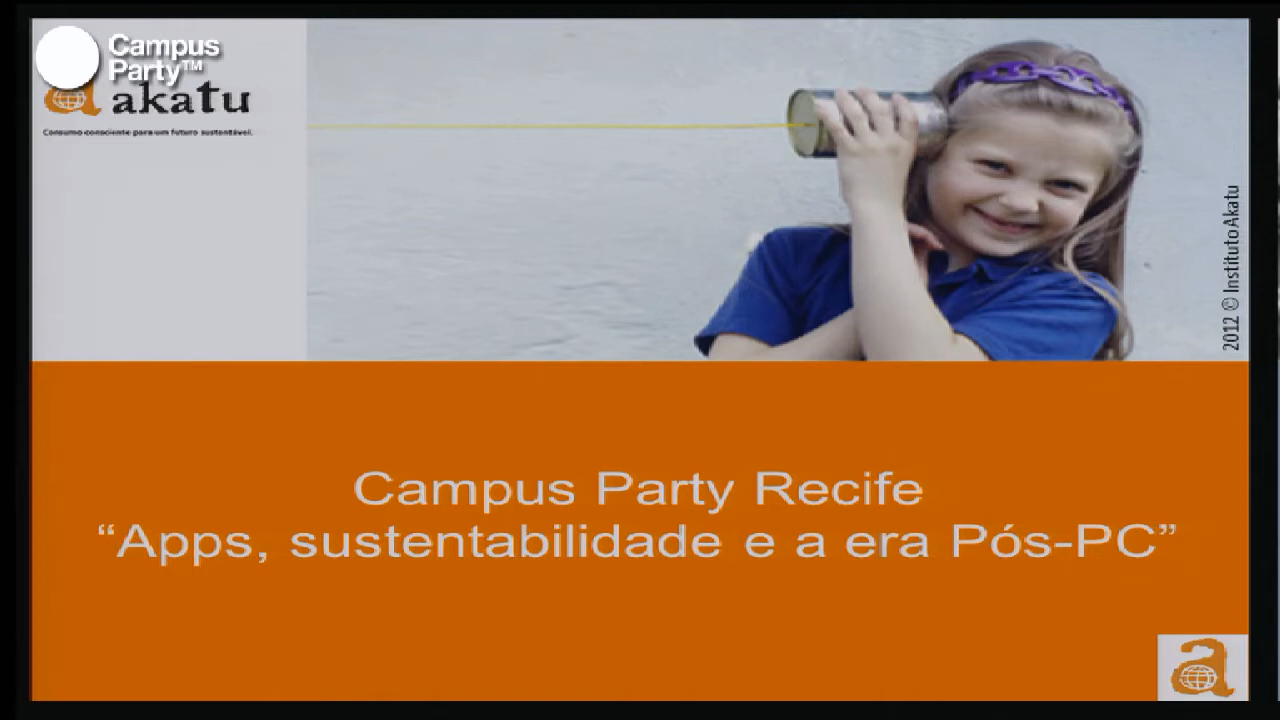 Campus
Party™
akatu
Consumo consciente para um futuro sustentável.
2012 © Instituto Akatu
Campus Party Recife
“Apps, sustentabilidade e a era Pós-PC”